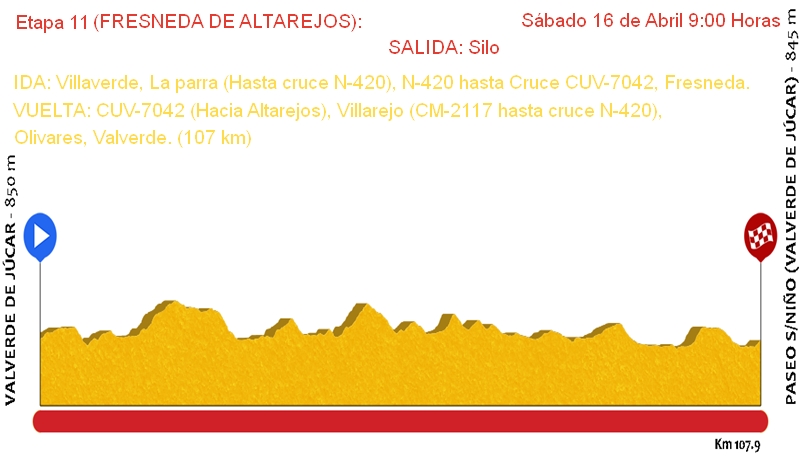 Etapa 11 (FRESNEDA DE ALTAREJOS):
Sábado 16 de Abril 9:00 Horas
SALIDA: Silo
IDA: Villaverde, La parra (Hasta cruce N-420), N-420 hasta Cruce CUV-7042, Fresneda.
VUELTA: CUV-7042 (Hacia Altarejos), Villarejo (CM-2117 hasta cruce N-420),
Olivares, Valverde. (107 km)
VALVERDE DE JÚCAR - 850 m
PASEO S/NIÑO (VALVERDE DE JÚCAR) - 845 m
Km 107.9